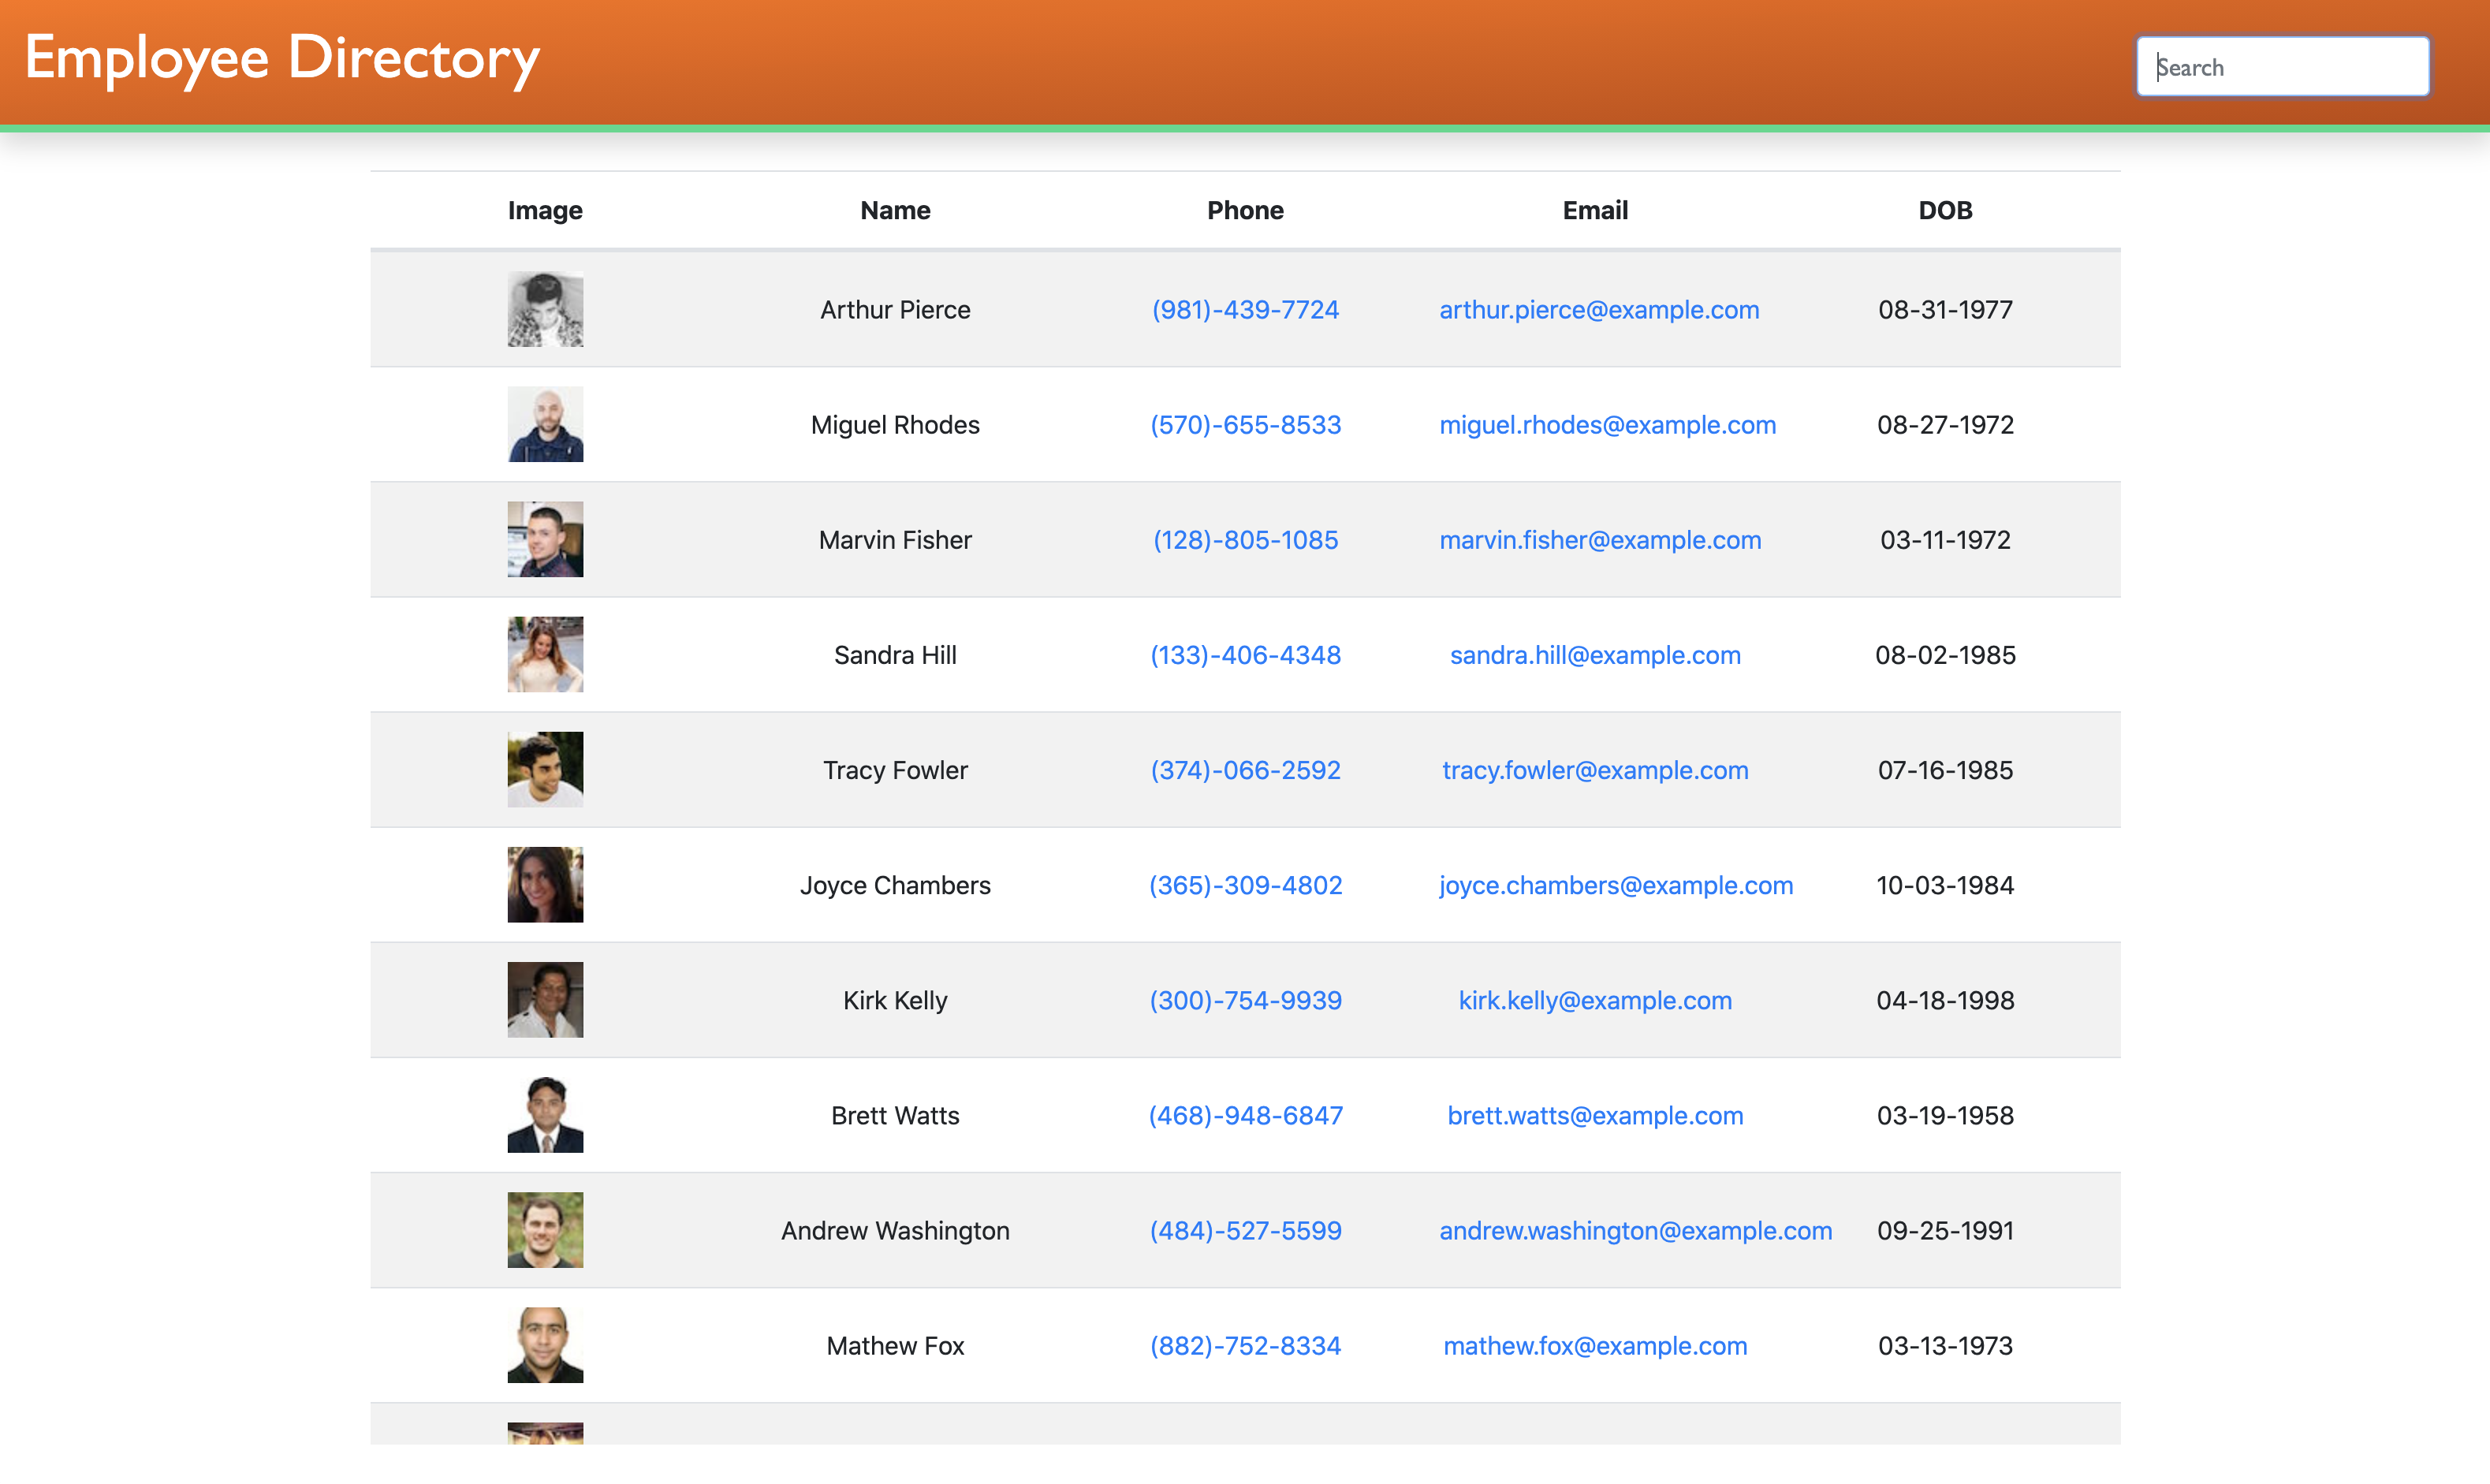 Employee Directory
Search
Image Name Phone Email DOB
Arthur Pierce (981)-439-7724 arthur.pierce@example.com 08-31-1977
Miguel Rhodes (570)-655-8533 miguel.rhodes@example.com 08-27-1972
Marvin Fisher (128)-805-1085 marvin.fisher@example.com 03-11-1972
Sandra Hill (133)-406-4348 sandra.hill@example.com 08-02-1985
Tracy Fowler (374)-066-2592 tracy.fowler@example.com 07-16-1985
Joyce Chambers (365)-309-4802 joyce.chambers@example.com 10-03-1984
Kirk Kelly (300)-754-9939 kirk.kelly@example.com 04-18-1998
Brett Watts (468)-948-6847 brett.watts@example.com 03-19-1958
Andrew Washington (484)-527-5599 andrew.washington@example.com 09-25-1991
Mathew Fox (882)-752-8334 mathew.fox@example.com 03-13-1973